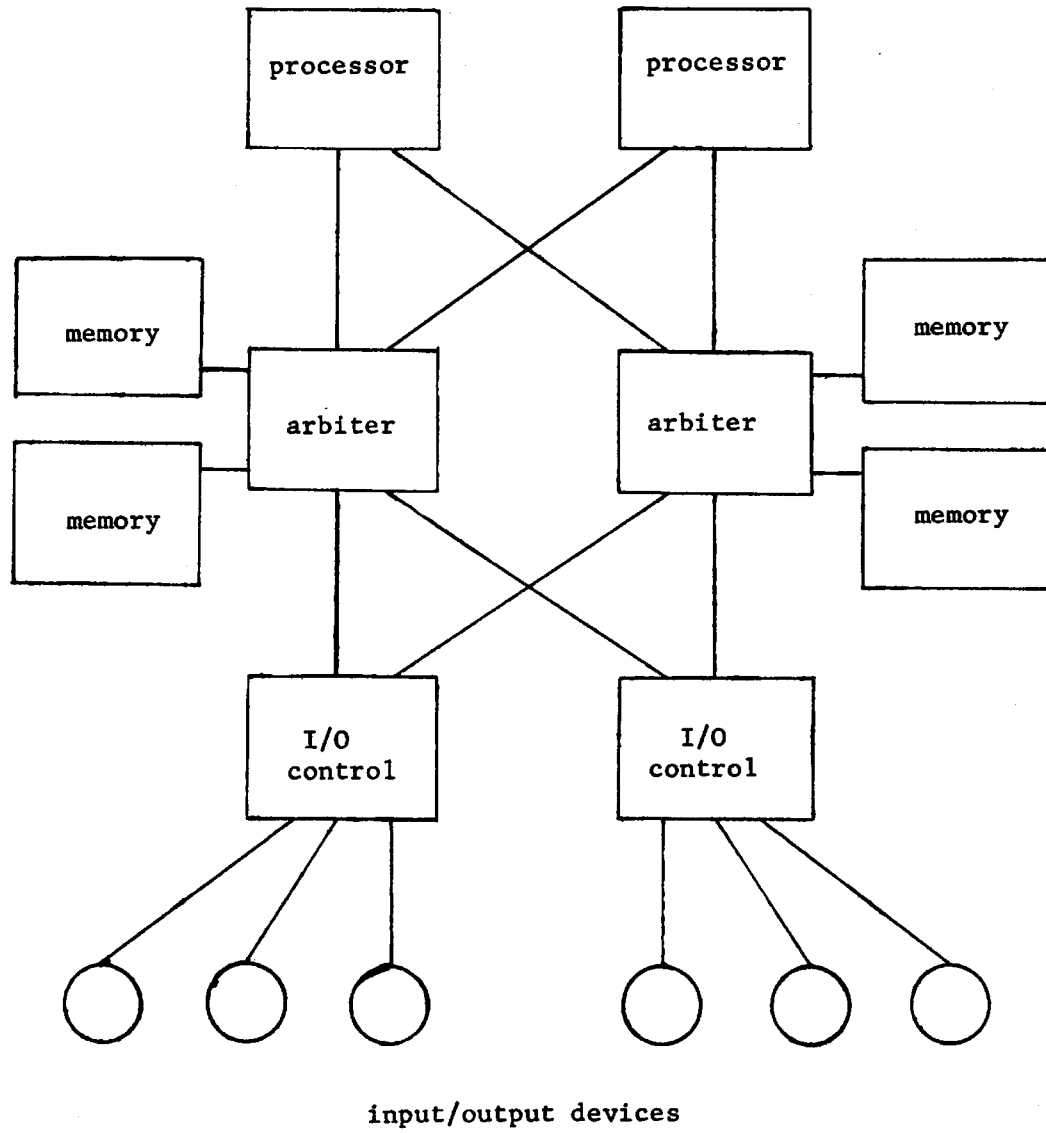 processor
processor
memory
memory
arbiter
arbiter
memory
memory
I/O
control
I/O
control
input/output devices